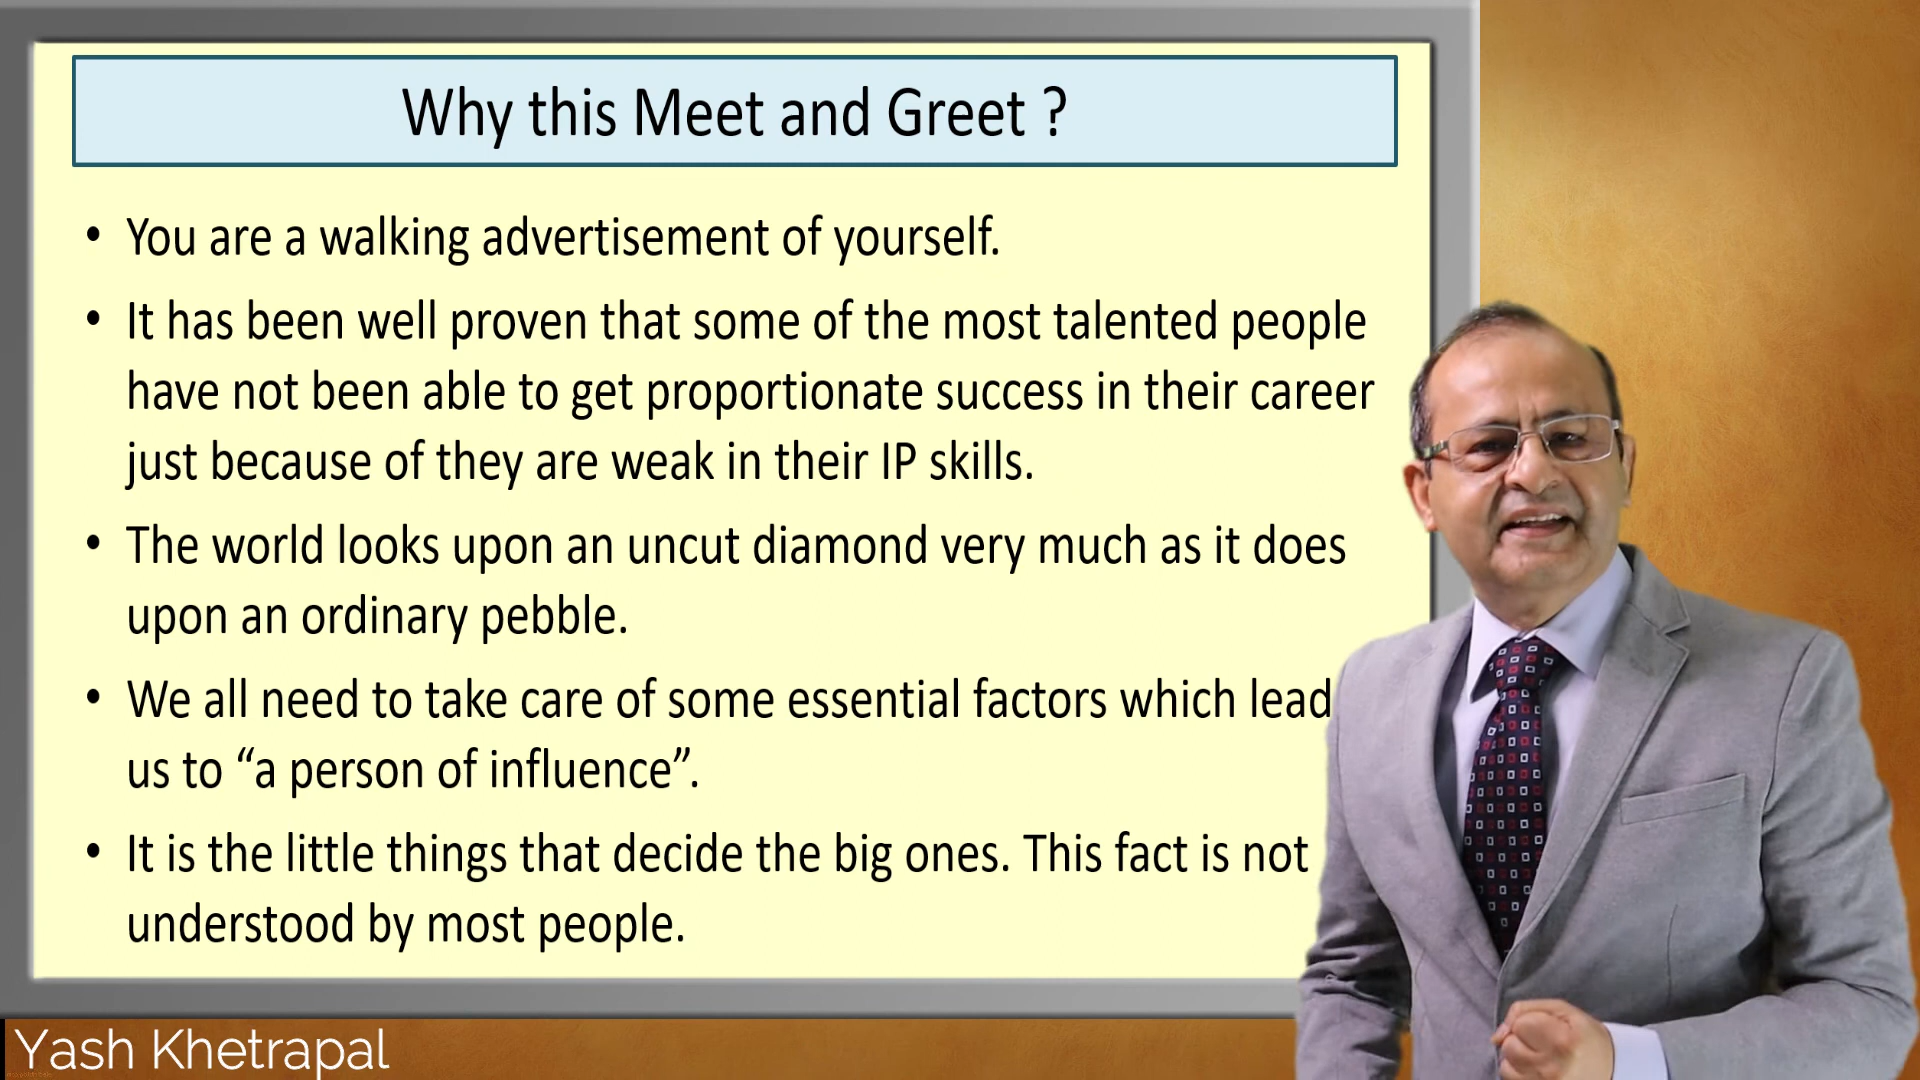 Why this Meet and Greet ?
• You are a walking advertisement of yourself.
• It has been well proven that some of the most talented people
have not been able to get proportionate success in their career
just because of they are weak in their IP skills.
• The world looks upon an uncut diamond very much as it does
upon an ordinary pebble.
• We all need to take care of some essential factors which lead
us to “a person of influence”.
• It is the little things that decide the big ones. This fact is not
understood by most people.
Yash Khetrapal